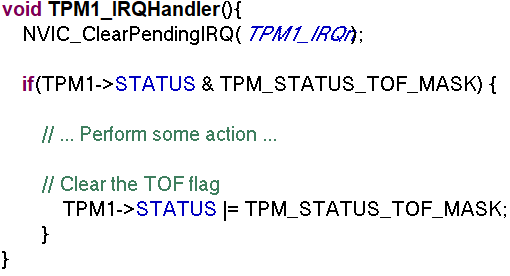 void TPM1_IRQHandler(){
NVIC_ClearPendingIRQ( TPM1_IRQn);
if(TPM1->STATUS & TPM_STATUS_TOF_MASK) {
// ... Perform some action ...
// Clear the TOF flag
TPM1->STATUS |= TPM_STATUS_TOF_MASK;
}
}